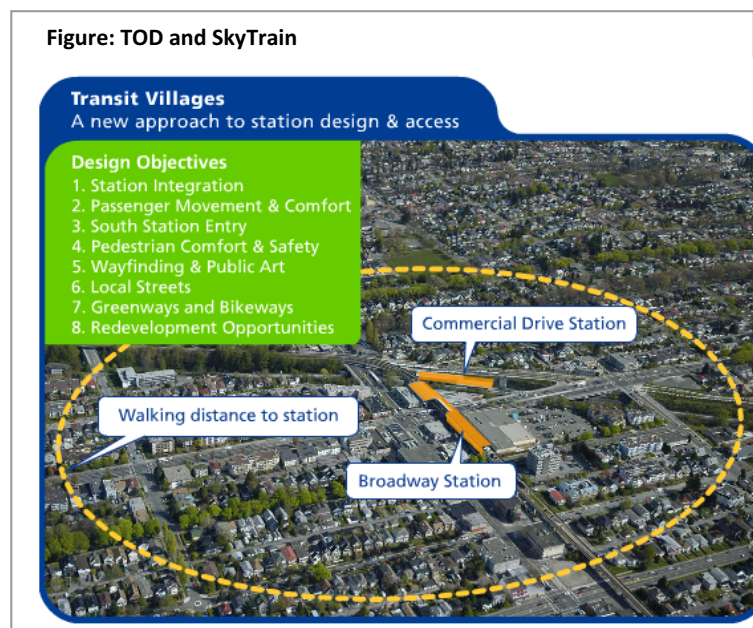 Figure: TOD and SkyTrain
Transit Villages
A new approach to station design & access
Design Objectives
1. Station Integration
2. Passenger Movement & Comfort
3. South Station Entry
4. Pedestrian Comfort & Safety
5. Wayfinding & Public Art
6. Local Streets
7. Greenways and Bikeways
8. Redevelopment Opportunities
Commercial Drive Station
Walking distance to station
Broadway Station